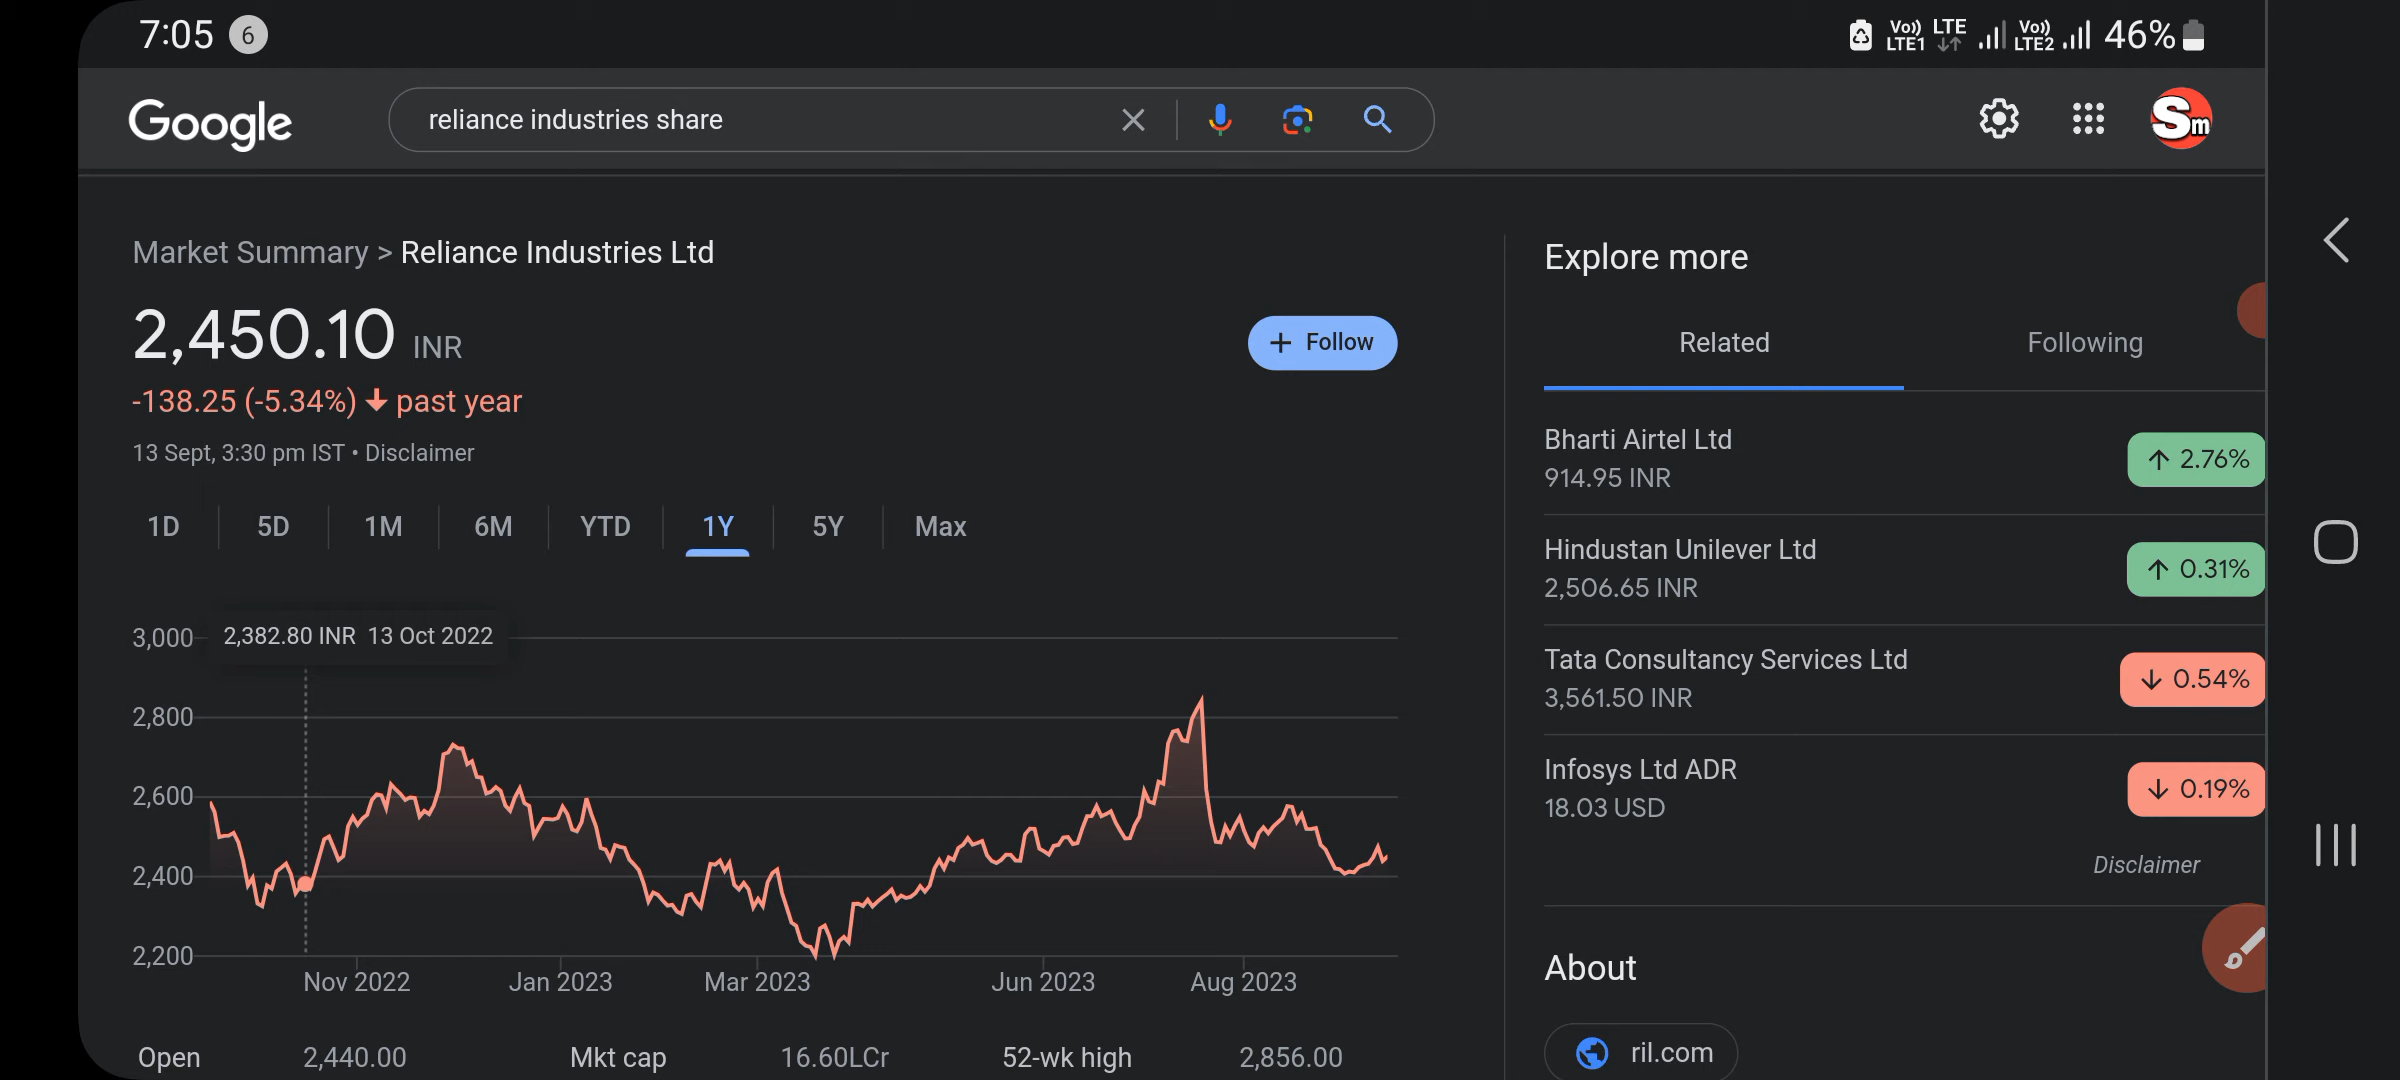 7:05 6 Vo)) LTE1 LTE Vo)) LTE2 46%
Google reliance industries share Sm
Market Summary > Reliance Industries Ltd
2,450.10 INR
+ Follow
-138.25 (-5.34%) ↓ past year
13 Sept, 3:30 pm IST • Disclaimer
1D 5D 1M 6M YTD 1Y 5Y Max
2,382.80 INR 13 Oct 2022
3,000
2,800
2,600
2,400
2,200
Nov 2022 Jan 2023 Mar 2023 Jun 2023 Aug 2023
Open 2,440.00 Mkt cap 16.60LCr 52-wk high 2,856.00
Explore more
Related Following
Bharti Airtel Ltd
914.95 INR
↑ 2.76%
Hindustan Unilever Ltd
2,506.65 INR
↑ 0.31%
Tata Consultancy Services Ltd
3,561.50 INR
↓ 0.54%
Infosys Ltd ADR
18.03 USD
↓ 0.19%
Disclaimer
About
ril.com